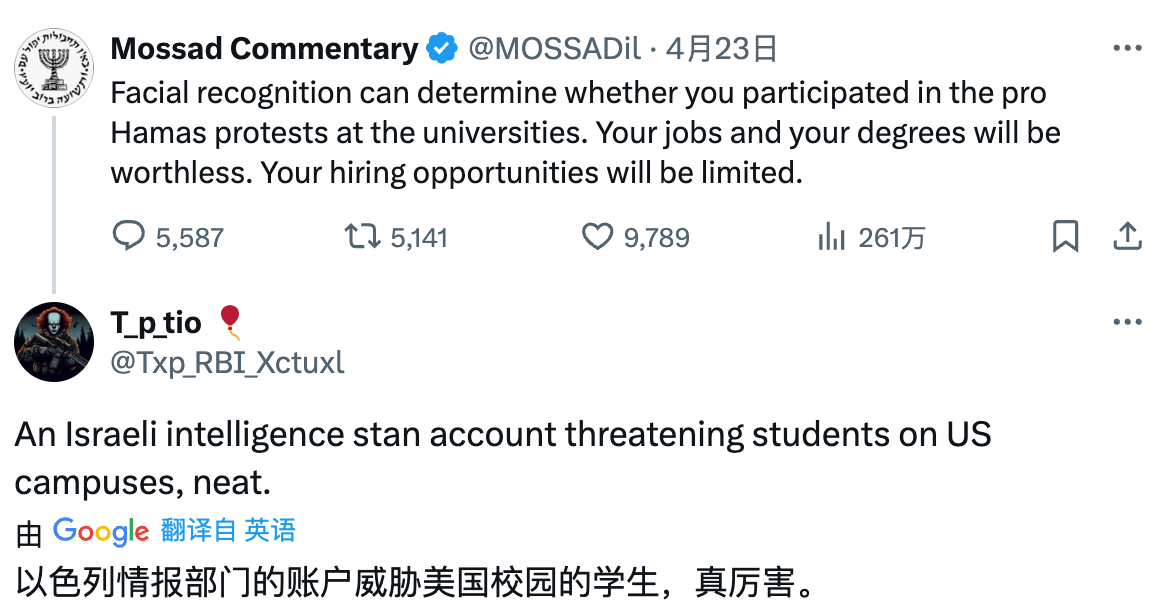 Mossad Commentary @MOSSADil · 4月23日
Facial recognition can determine whether you participated in the pro
Hamas protests at the universities. Your jobs and your degrees will be
worthless. Your hiring opportunities will be limited.
5,587 5,141 9,789 261万
T_p_tio
@Txp_RBI_Xctuxl
An Israeli intelligence stan account threatening students on US
campuses, neat.
由 Google 翻译自 英语
以色列情报部门的账户威胁美国校园的学生，真厉害。